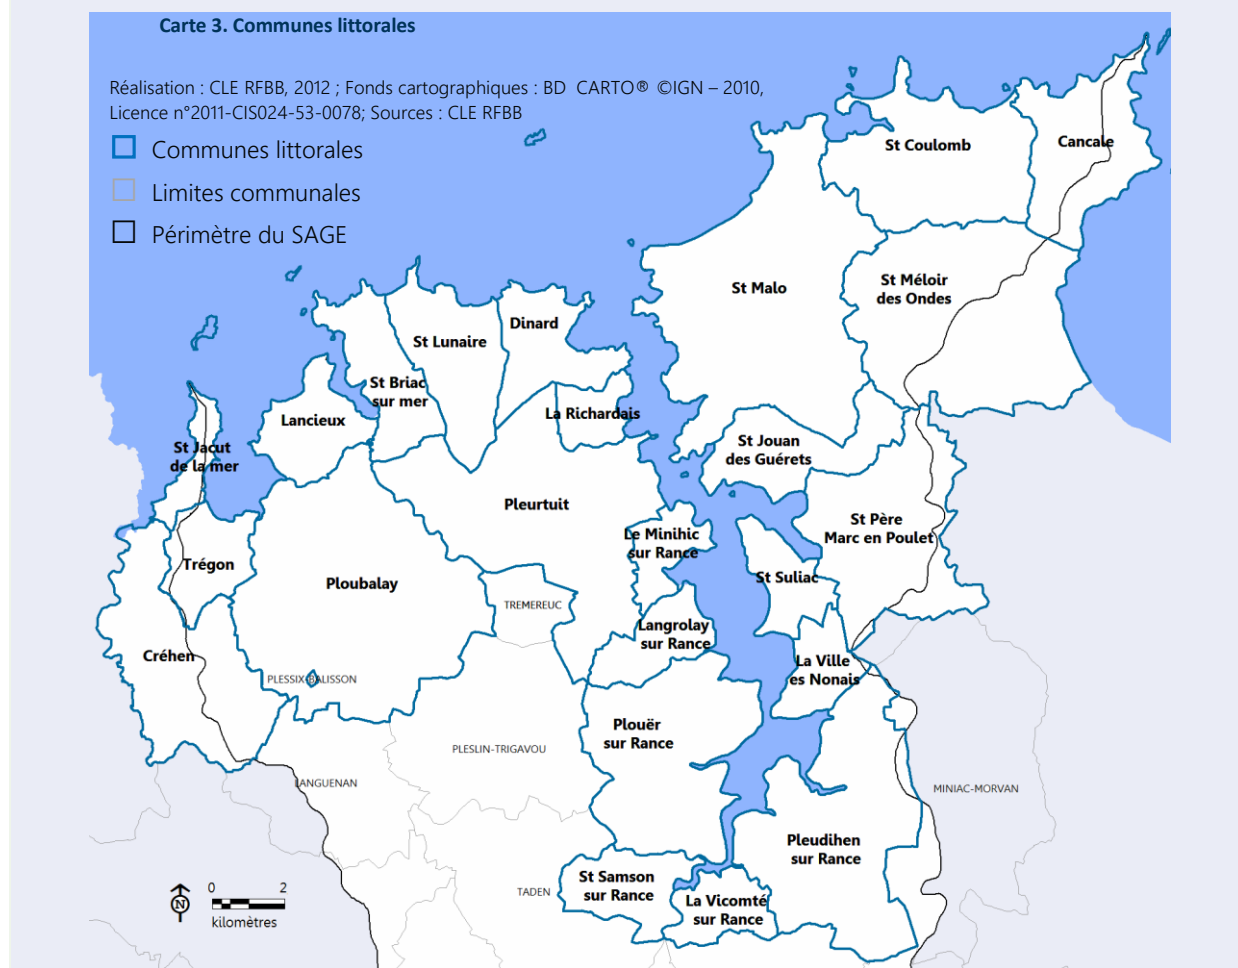 Carte 3. Communes littorales
Réalisation : CLE RFBB, 2012 ; Fonds cartographiques : BD CARTO® ©IGN – 2010,
Licence n°2011-CIS024-53-0078; Sources : CLE RFBB
Communes littorales
Limites communales
Périmètre du SAGE
St Coulomb
Cancale
St Malo
St Méloir
des Ondes
Dinard
St Lunaire
St Briac
sur mer
La Richardais
Lancieux
St Jacut
de la mer
St Jouan
des Guérets
Pleurtuit
St Père
Marc en Poulet
Le Minihic
sur Rance
Trégon
Ploubalay
St Suliac
TREMEREUC
Langrolay
sur Rance
Créhen
La Ville
es Nonais
PLESSIX-BALISSON
Plouër
sur Rance
PLESLIN-TRIGAVOU
LANGUENAN
MINIAC-MORVAN
Pleudihen
sur Rance
St Samson
sur Rance
TADEN
La Vicomté
sur Rance
0 2
N
kilomètres